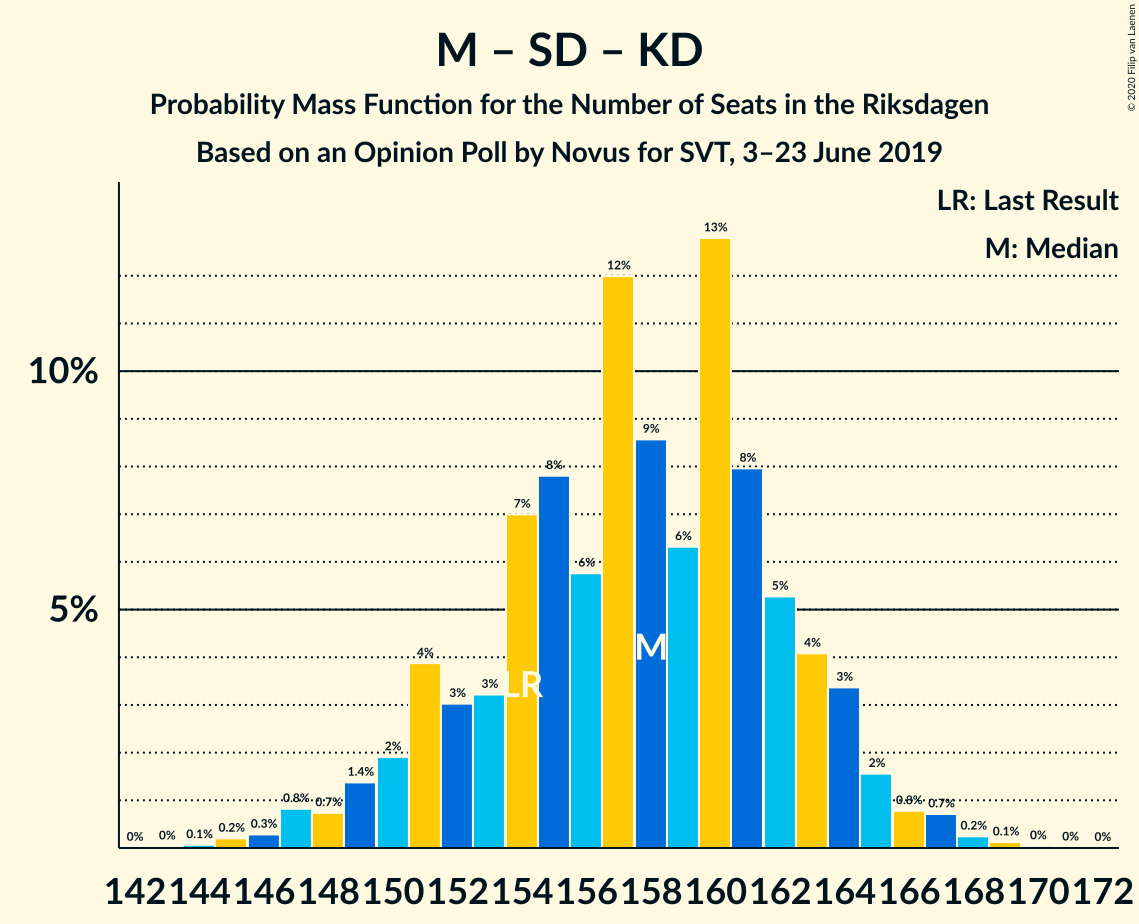 © 2020 Filip van Laenen
M – SD – KD
Probability Mass Function for the Number of Seats in the Riksdagen
Based on an Opinion Poll by Novus for SVT, 3–23 June 2019
LR: Last Result
M: Median
10%
5%
0% 0% 0.1% 0.2% 0.3% 0.8% 0.7% 1.4% 2% 4% 3% 3% 7% 8% 6% 12% 9% 6% 13% 8% 5% 4% 3% 2% 0.8% 0.7% 0.2% 0.1% 0% 0% 0%
LR
M
142 144 146 148 150 152 154 156 158 160 162 164 166 168 170 172